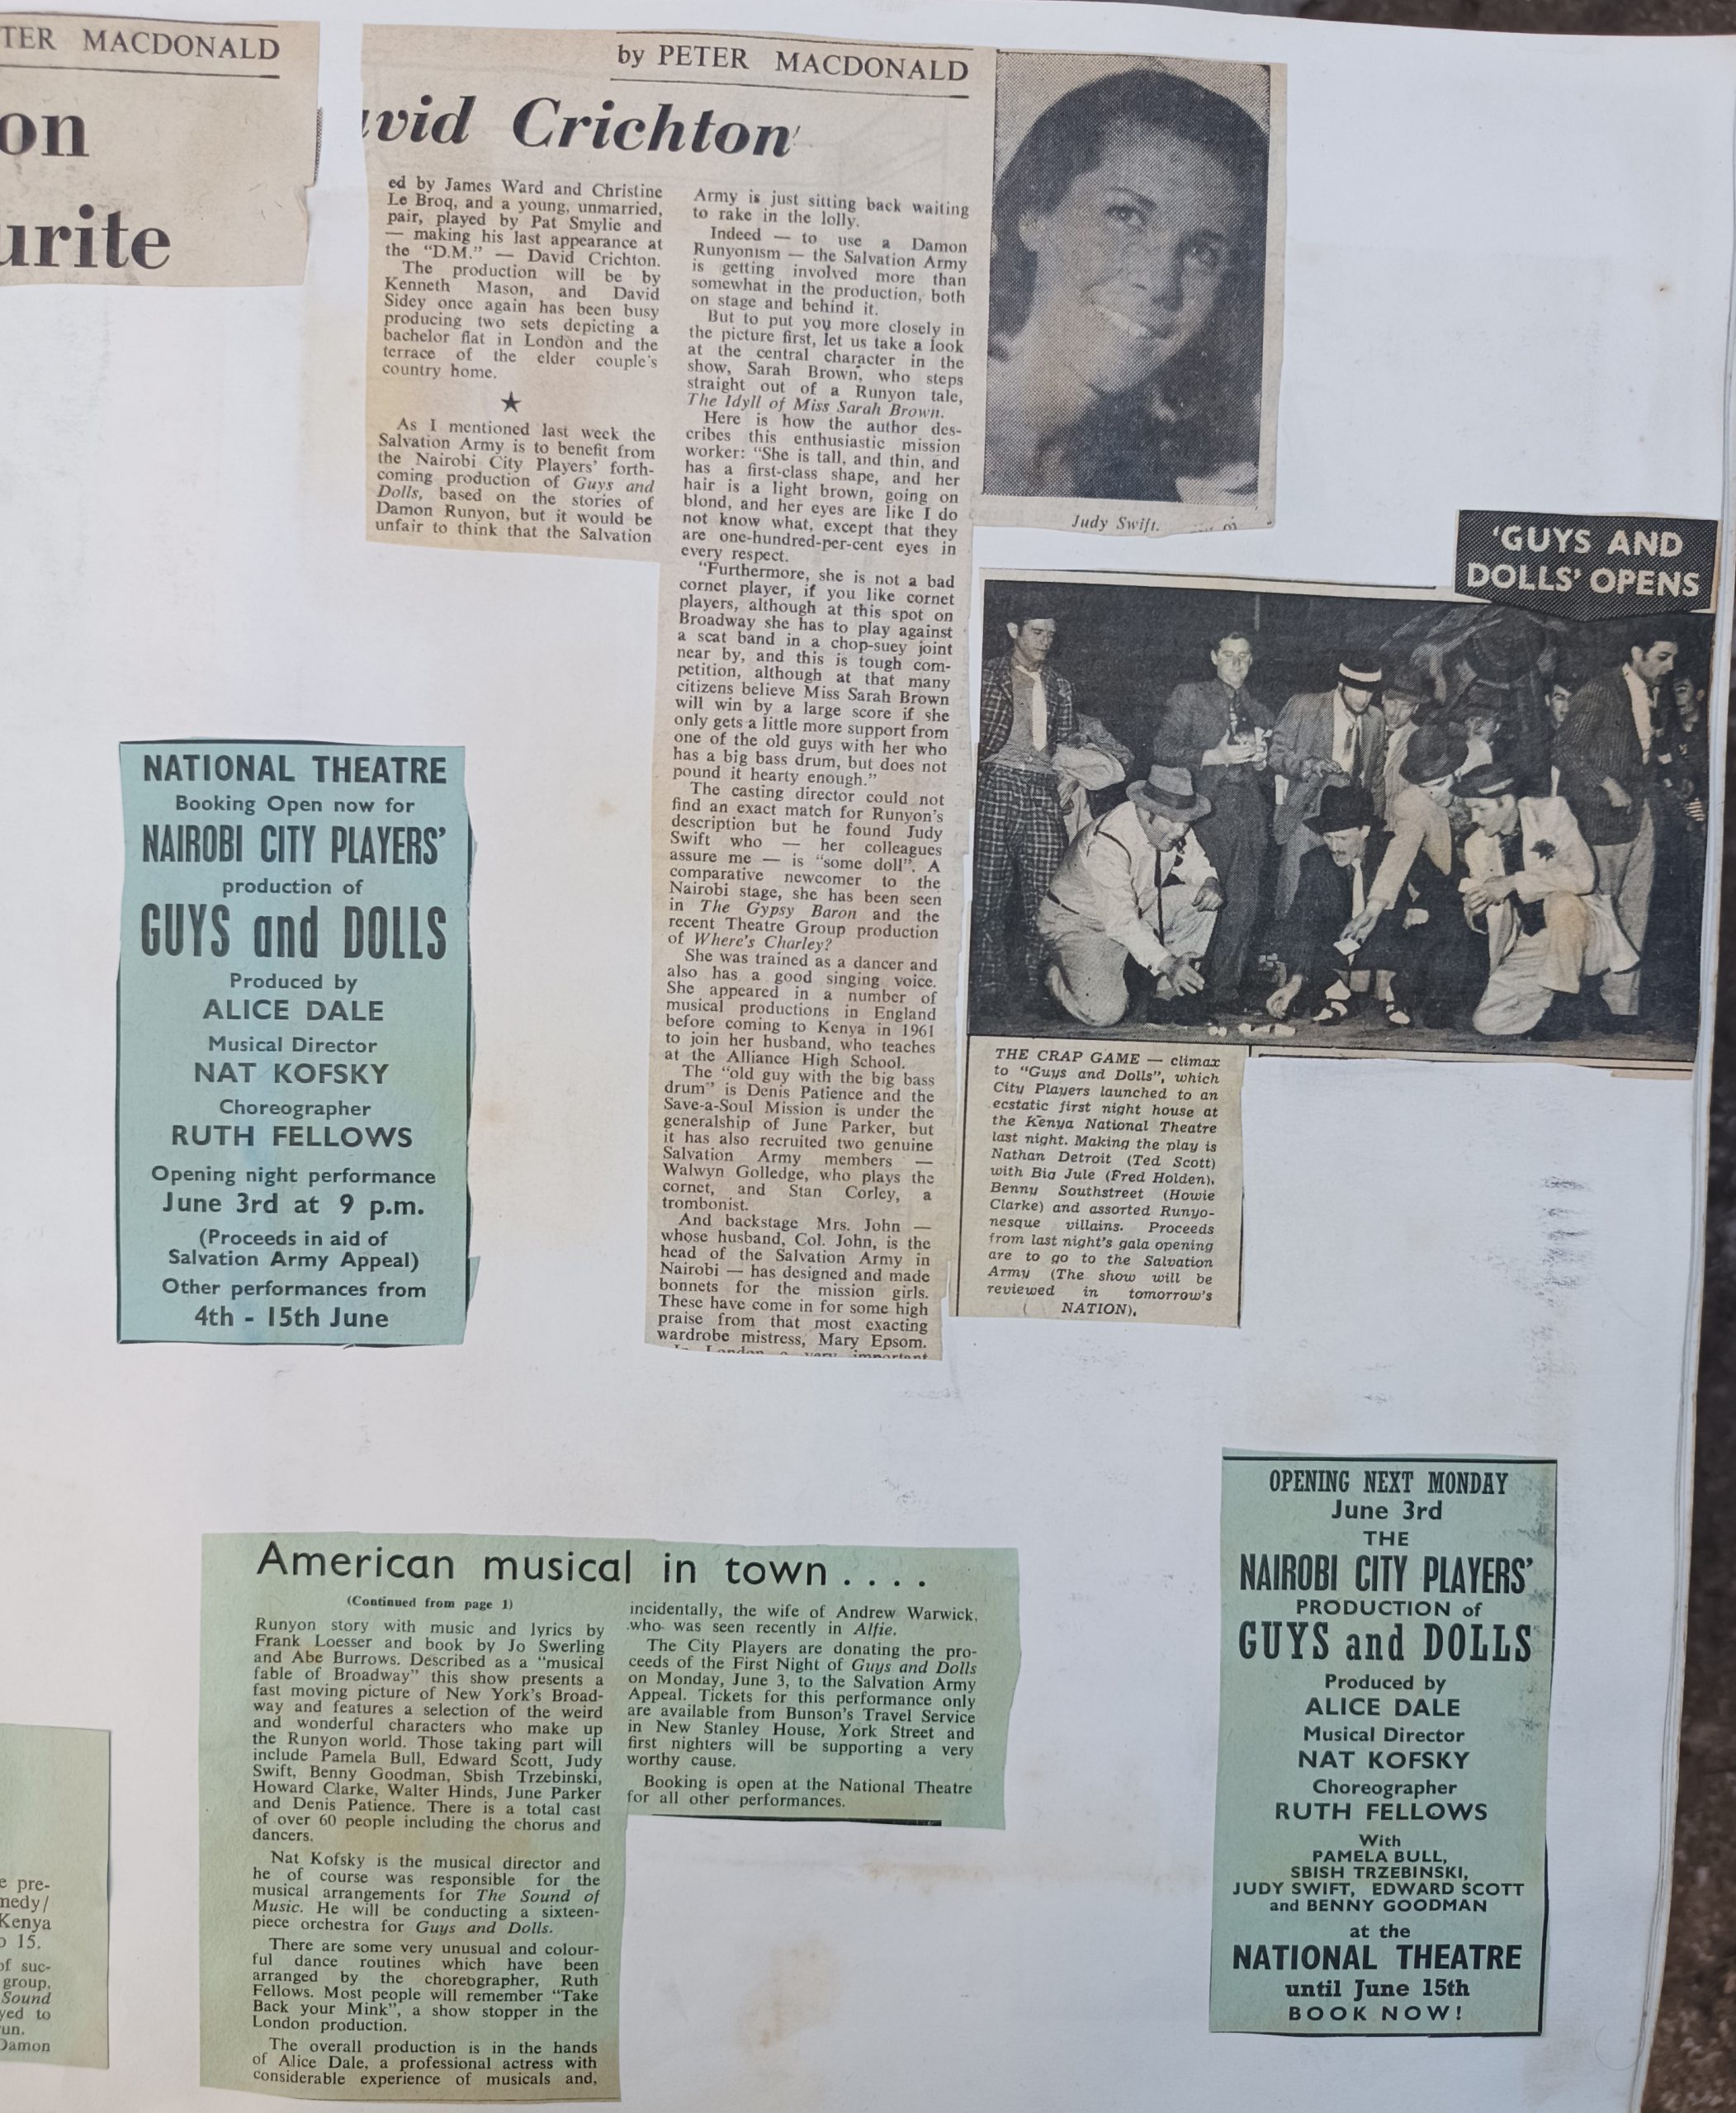 TER MACDONALD
on
urite
by PETER MACDONALD
avid Crichton
ed by James Ward and Christine
Le Broq, and a young, unmarried,
pair, played by Pat Smylie and
— making his last appearance at
the "D.M." — David Crichton.
The production will be by
Kenneth Mason, and David
Sidey once again has been busy
producing two sets depicting a
bachelor flat in London and the
terrace of the elder couple's
country home.
★
As I mentioned last week the
Salvation Army is to benefit from
the Nairobi City Players' forth-
coming production of Guys and
Dolls, based on the stories of
Damon Runyon, but it would be
unfair to think that the Salvation
Army is just sitting back waiting
to rake in the lolly.
Indeed — to use a Damon
Runyonism — the Salvation Army
is getting involved more than
somewhat in the production, both
on stage and behind it.
But to put you more closely in
the picture first, let us take a look
at the central character in the
show, Sarah Brown, who steps
straight out of a Runyon tale,
The Idyll of Miss Sarah Brown.
Here is how the author des-
cribes this enthusiastic mission
worker: "She is tall, and thin, and
has a first-class shape, and her
hair is a light brown, going on
blond, and her eyes are like I do
not know what, except that they
are one-hundred-per-cent eyes in
every respect.
"Furthermore, she is not a bad
cornet player, if you like cornet
players, although at this spot on
Broadway she has to play against
a scat band in a chop-suey joint
near by, and this is tough com-
petition, although at that many
citizens believe Miss Sarah Brown
will win by a large score if she
only gets a little more support from
one of the old guys with her who
has a big bass drum, but does not
pound it hearty enough."
The casting director could not
find an exact match for Runyon's
description but he found Judy
Swift who — her colleagues
assure me — is "some doll". A
comparative newcomer to the
Nairobi stage, she has been seen
in The Gypsy Baron and the
recent Theatre Group production
of Where's Charley?
She was trained as a dancer and
also has a good singing voice.
She appeared in a number of
musical productions in England
before coming to Kenya in 1961
to join her husband, who teaches
at the Alliance High School.
The "old guy with the big bass
drum" is Denis Patience and the
Save-a-Soul Mission is under the
generalship of June Parker, but
it has also recruited two genuine
Salvation Army members —
Walwyn Golledge, who plays the
cornet, and Stan Corley, a
trombonist.
And backstage Mrs. John —
whose husband, Col. John, is the
head of the Salvation Army in
Nairobi — has designed and made
bonnets for the mission girls.
These have come in for some high
praise from that most exacting
wardrobe mistress, Mary Epsom.
In London a very important
Judy Swift.
'GUYS AND
DOLLS' OPENS
THE CRAP GAME — climax
to "Guys and Dolls", which
City Players launched to an
ecstatic first night house at
the Kenya National Theatre
last night. Making the play is
Nathan Detroit (Ted Scott)
with Big Jule (Fred Holden),
Benny Southstreet (Howie
Clarke) and assorted Runyo-
nesque villains. Proceeds
from last night's gala opening
are to go to the Salvation
Army (The show will be
reviewed in tomorrow's
NATION).
NATIONAL THEATRE
Booking Open now for
NAIROBI CITY PLAYERS'
production of
GUYS and DOLLS
Produced by
ALICE DALE
Musical Director
NAT KOFSKY
Choreographer
RUTH FELLOWS
Opening night performance
June 3rd at 9 p.m.
(Proceeds in aid of
Salvation Army Appeal)
Other performances from
4th - 15th June
e pre-
nedy/
Kenya
o 15.
of suc-
group,
Sound
yed to
run.
Damon
American musical in town....
(Continued from page 1)
Runyon story with music and lyrics by
Frank Loesser and book by Jo Swerling
and Abe Burrows. Described as a "musical
fable of Broadway" this show presents a
fast moving picture of New York's Broad-
way and features a selection of the weird
and wonderful characters who make up
the Runyon world. Those taking part will
include Pamela Bull, Edward Scott, Judy
Swift, Benny Goodman, Sbish Trzebinski,
Howard Clarke, Walter Hinds, June Parker
and Denis Patience. There is a total cast
of over 60 people including the chorus and
dancers.
Nat Kofsky is the musical director and
he of course was responsible for the
musical arrangements for The Sound of
Music. He will be conducting a sixteen-
piece orchestra for Guys and Dolls.
There are some very unusual and colour-
ful dance routines which have been
arranged by the choreographer, Ruth
Fellows. Most people will remember "Take
Back your Mink", a show stopper in the
London production.
The overall production is in the hands
of Alice Dale, a professional actress with
considerable experience of musicals and,
incidentally, the wife of Andrew Warwick,
who was seen recently in Alfie.
The City Players are donating the pro-
ceeds of the First Night of Guys and Dolls
on Monday, June 3, to the Salvation Army
Appeal. Tickets for this performance only
are available from Bunson's Travel Service
in New Stanley House, York Street and
first nighters will be supporting a very
worthy cause.
Booking is open at the National Theatre
for all other performances.
OPENING NEXT MONDAY
June 3rd
THE
NAIROBI CITY PLAYERS'
PRODUCTION of
GUYS and DOLLS
Produced by
ALICE DALE
Musical Director
NAT KOFSKY
Choreographer
RUTH FELLOWS
With
PAMELA BULL,
SBISH TRZEBINSKI,
JUDY SWIFT, EDWARD SCOTT
and BENNY GOODMAN
at the
NATIONAL THEATRE
until June 15th
BOOK NOW!